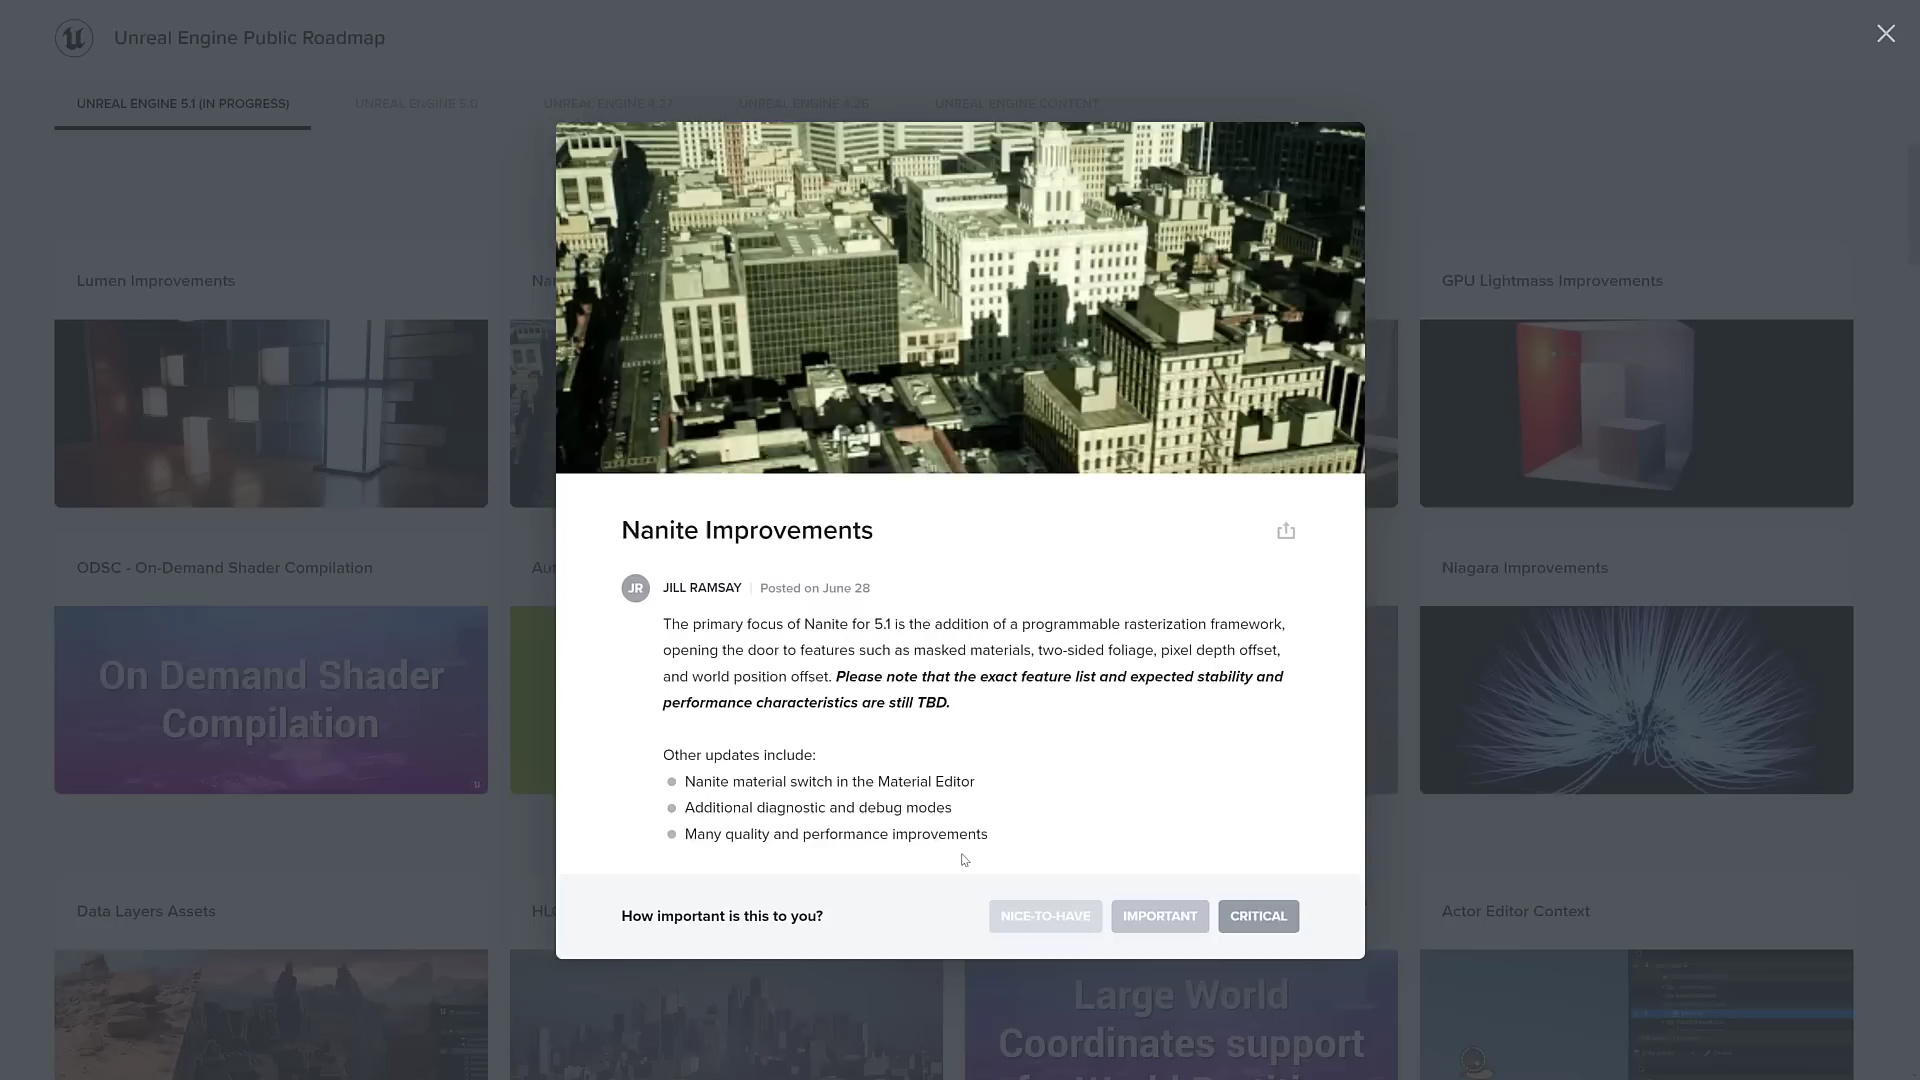 Unreal Engine Public Roadmap
UNREAL ENGINE 5.1 (IN PROGRESS)
UNREAL ENGINE 5.0
UNREAL ENGINE 4.27
UNREAL ENGINE 4.26
UNREAL ENGINE CONTENT
Lumen Improvements
GPU Lightmass Improvements
Nanite Improvements
JR JILL RAMSAY | Posted on June 28
The primary focus of Nanite for 5.1 is the addition of a programmable rasterization framework,
opening the door to features such as masked materials, two-sided foliage, pixel depth offset,
and world position offset. Please note that the exact feature list and expected stability and
performance characteristics are still TBD.
Other updates include:
Nanite material switch in the Material Editor
Additional diagnostic and debug modes
Many quality and performance improvements
How important is this to you?
NICE-TO-HAVE
IMPORTANT
CRITICAL
ODSC - On-Demand Shader Compilation
On Demand Shader
Compilation
Niagara Improvements
Data Layers Assets
HL
Actor Editor Context
Large World
Coordinates support